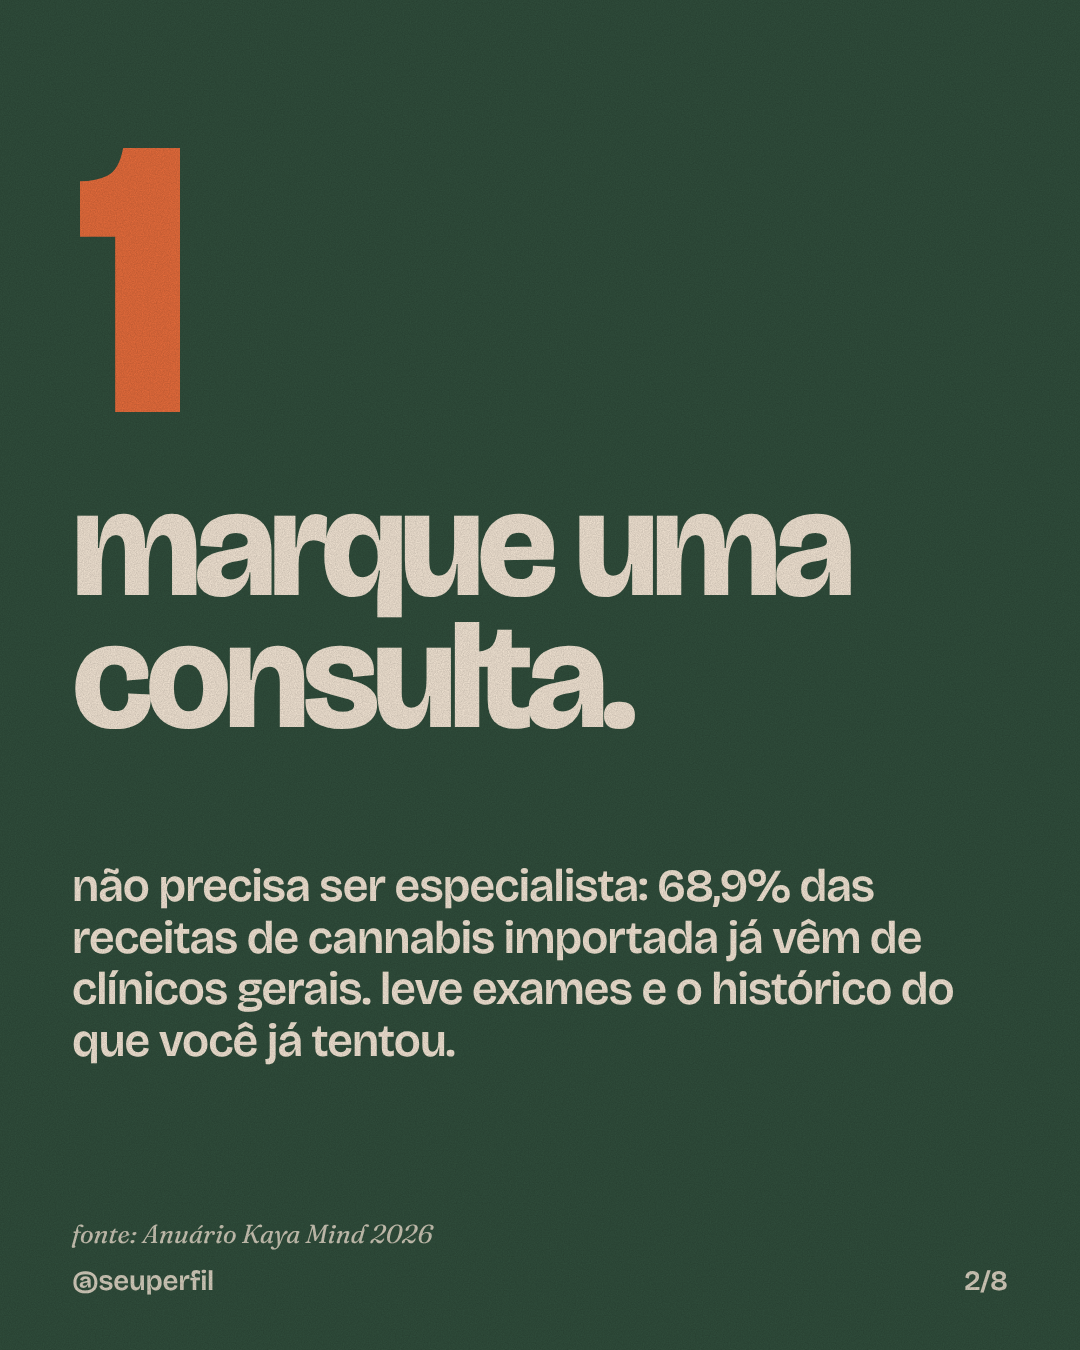 1
marque uma
consulta.
não precisa ser especialista: 68,9% das
receitas de cannabis importada já vêm de
clínicos gerais. leve exames e o histórico do
que você já tentou.
fonte: Anuário Kaya Mind 2026
@seuperfil
2/8